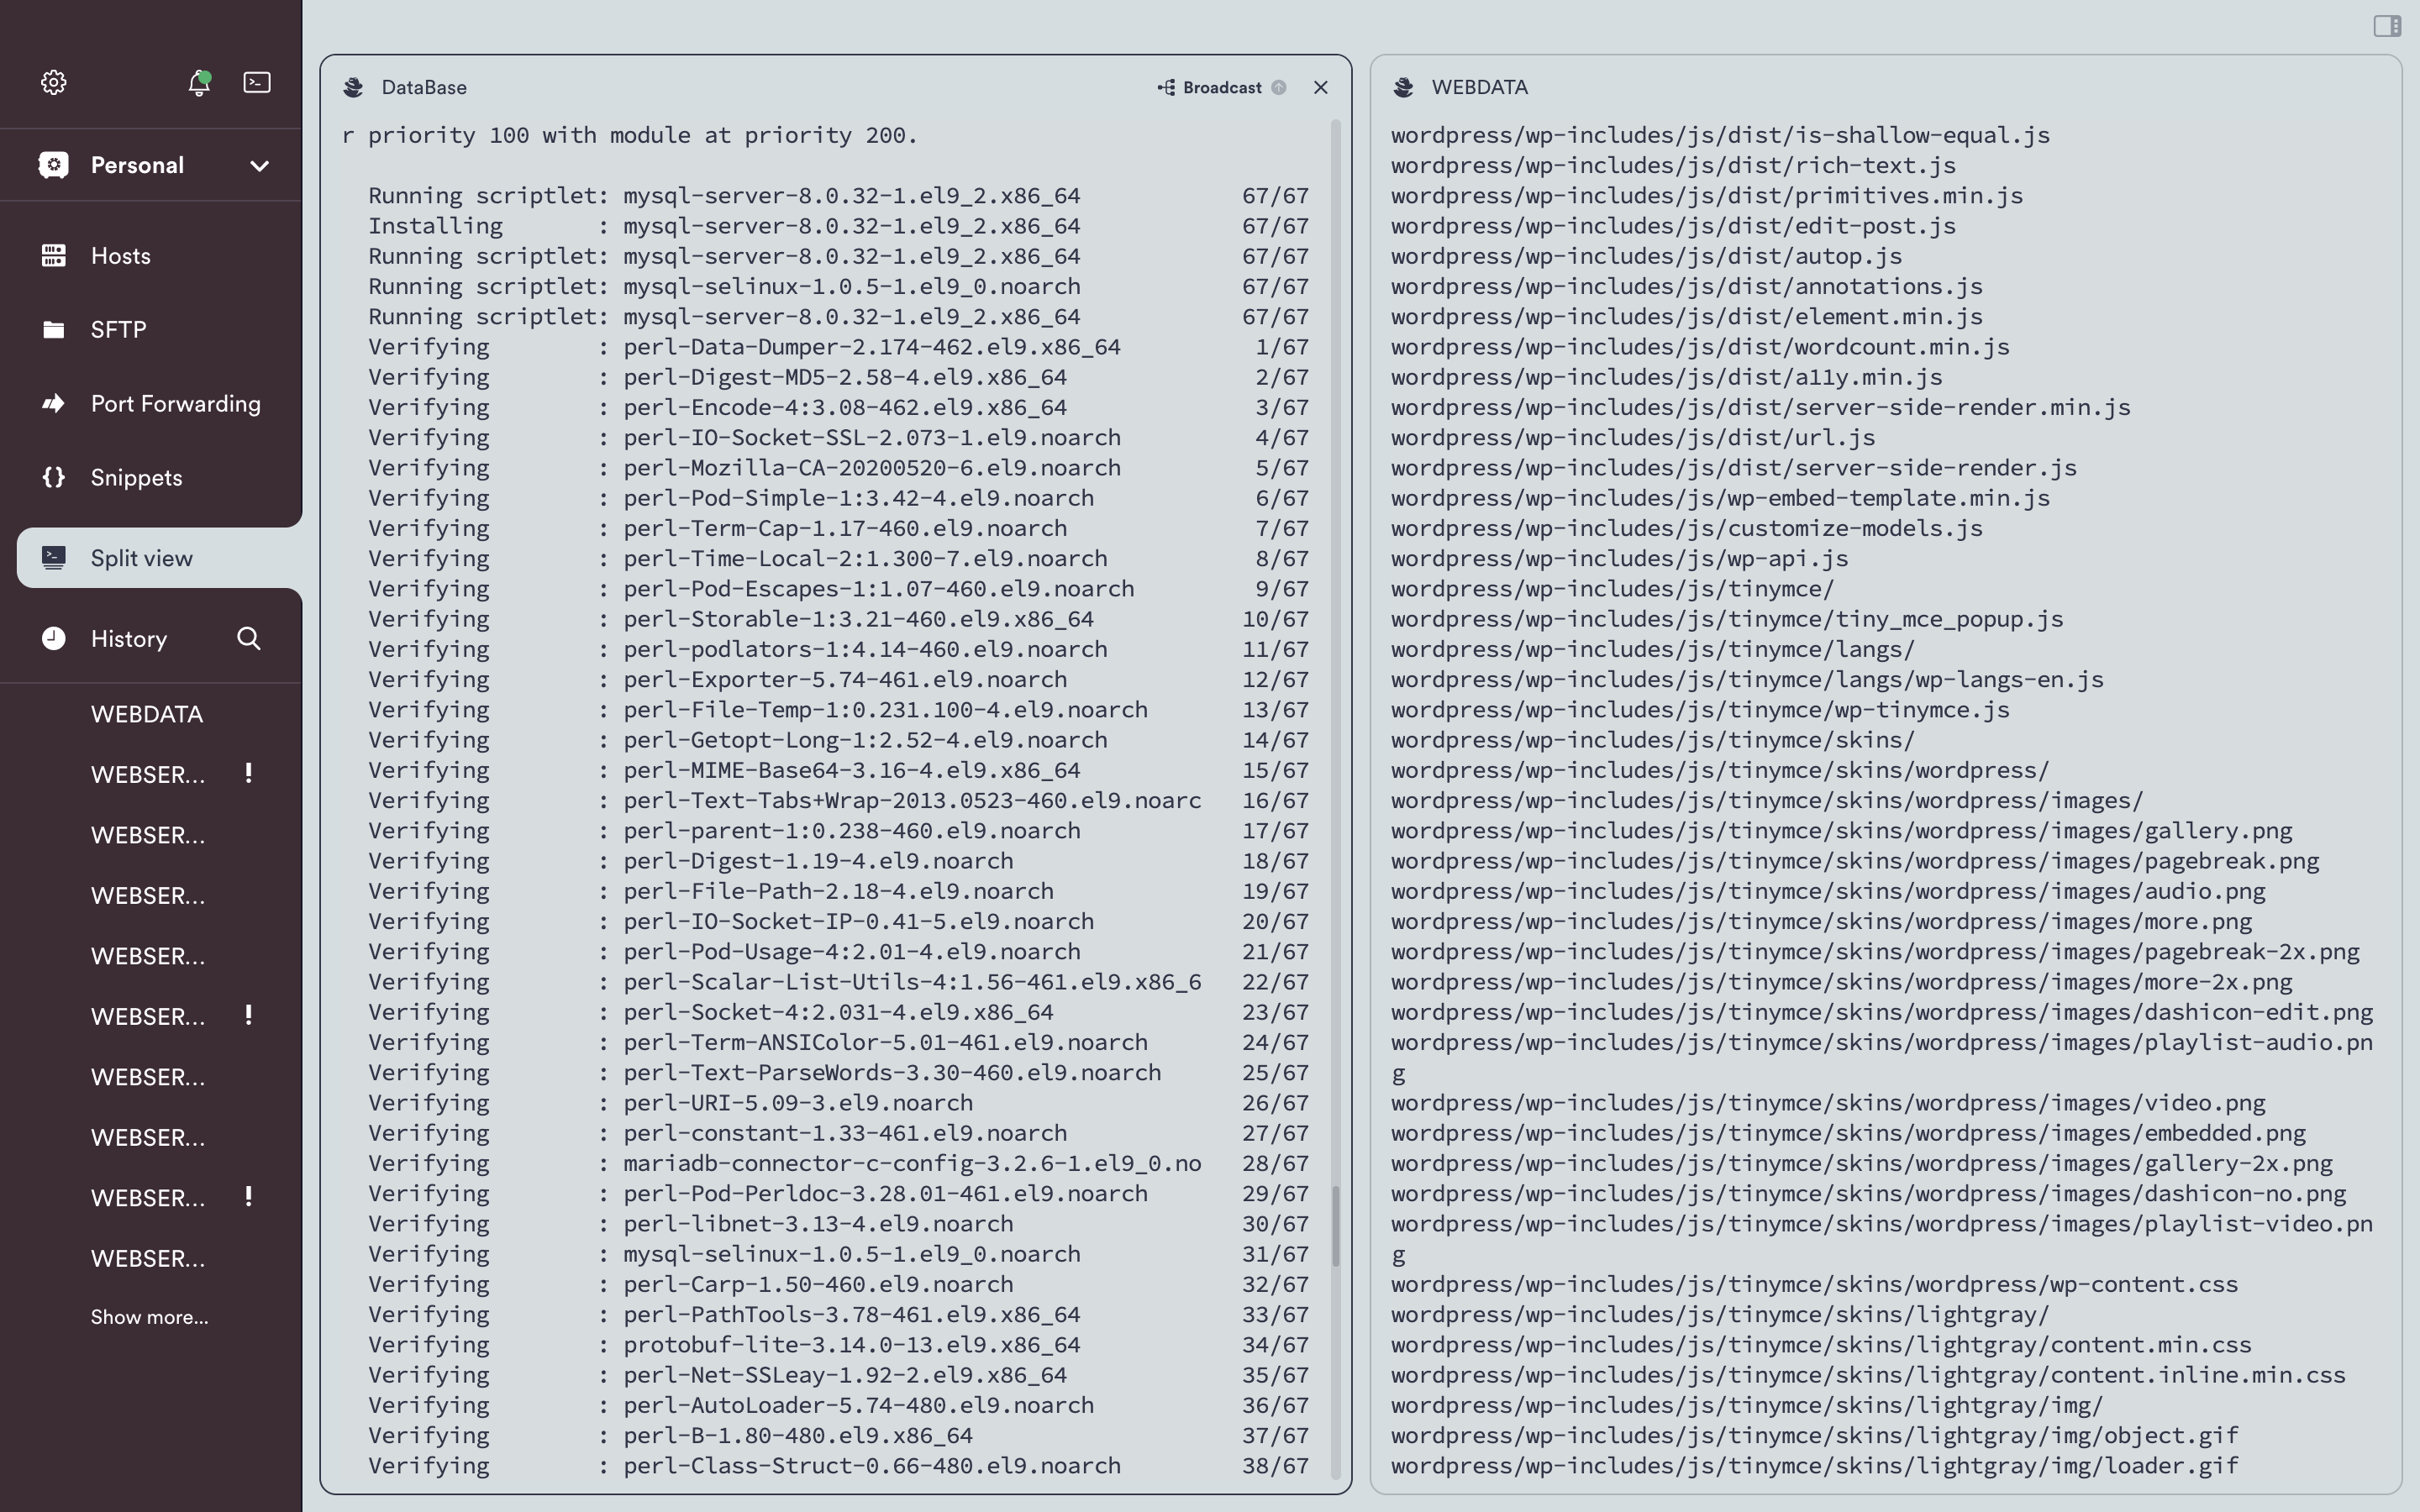 Personal
Hosts
SFTP
Port Forwarding
Snippets
Split view
History
WEBDATA
WEBSER... !
WEBSER...
WEBSER...
WEBSER...
WEBSER... !
WEBSER...
WEBSER...
WEBSER... !
WEBSER...
Show more...
DataBase Broadcast
r priority 100 with module at priority 200.
Running scriptlet: mysql-server-8.0.32-1.el9_2.x86_64 67/67
Installing : mysql-server-8.0.32-1.el9_2.x86_64 67/67
Running scriptlet: mysql-server-8.0.32-1.el9_2.x86_64 67/67
Running scriptlet: mysql-selinux-1.0.5-1.el9_0.noarch 67/67
Running scriptlet: mysql-server-8.0.32-1.el9_2.x86_64 67/67
Verifying : perl-Data-Dumper-2.174-462.el9.x86_64 1/67
Verifying : perl-Digest-MD5-2.58-4.el9.x86_64 2/67
Verifying : perl-Encode-4:3.08-462.el9.x86_64 3/67
Verifying : perl-IO-Socket-SSL-2.073-1.el9.noarch 4/67
Verifying : perl-Mozilla-CA-20200520-6.el9.noarch 5/67
Verifying : perl-Pod-Simple-1:3.42-4.el9.noarch 6/67
Verifying : perl-Term-Cap-1.17-460.el9.noarch 7/67
Verifying : perl-Time-Local-2:1.300-7.el9.noarch 8/67
Verifying : perl-Pod-Escapes-1:1.07-460.el9.noarch 9/67
Verifying : perl-Storable-1:3.21-460.el9.x86_64 10/67
Verifying : perl-podlators-1:4.14-460.el9.noarch 11/67
Verifying : perl-Exporter-5.74-461.el9.noarch 12/67
Verifying : perl-File-Temp-1:0.231.100-4.el9.noarch 13/67
Verifying : perl-Getopt-Long-1:2.52-4.el9.noarch 14/67
Verifying : perl-MIME-Base64-3.16-4.el9.x86_64 15/67
Verifying : perl-Text-Tabs+Wrap-2013.0523-460.el9.noarc 16/67
Verifying : perl-parent-1:0.238-460.el9.noarch 17/67
Verifying : perl-Digest-1.19-4.el9.noarch 18/67
Verifying : perl-File-Path-2.18-4.el9.noarch 19/67
Verifying : perl-IO-Socket-IP-0.41-5.el9.noarch 20/67
Verifying : perl-Pod-Usage-4:2.01-4.el9.noarch 21/67
Verifying : perl-Scalar-List-Utils-4:1.56-461.el9.x86_6 22/67
Verifying : perl-Socket-4:2.031-4.el9.x86_64 23/67
Verifying : perl-Term-ANSIColor-5.01-461.el9.noarch 24/67
Verifying : perl-Text-ParseWords-3.30-460.el9.noarch 25/67
Verifying : perl-URI-5.09-3.el9.noarch 26/67
Verifying : perl-constant-1.33-461.el9.noarch 27/67
Verifying : mariadb-connector-c-config-3.2.6-1.el9_0.no 28/67
Verifying : perl-Pod-Perldoc-3.28.01-461.el9.noarch 29/67
Verifying : perl-libnet-3.13-4.el9.noarch 30/67
Verifying : mysql-selinux-1.0.5-1.el9_0.noarch 31/67
Verifying : perl-Carp-1.50-460.el9.noarch 32/67
Verifying : perl-PathTools-3.78-461.el9.x86_64 33/67
Verifying : protobuf-lite-3.14.0-13.el9.x86_64 34/67
Verifying : perl-Net-SSLeay-1.92-2.el9.x86_64 35/67
Verifying : perl-AutoLoader-5.74-480.el9.noarch 36/67
Verifying : perl-B-1.80-480.el9.x86_64 37/67
Verifying : perl-Class-Struct-0.66-480.el9.noarch 38/67
WEBDATA
wordpress/wp-includes/js/dist/is-shallow-equal.js
wordpress/wp-includes/js/dist/rich-text.js
wordpress/wp-includes/js/dist/primitives.min.js
wordpress/wp-includes/js/dist/edit-post.js
wordpress/wp-includes/js/dist/autop.js
wordpress/wp-includes/js/dist/annotations.js
wordpress/wp-includes/js/dist/element.min.js
wordpress/wp-includes/js/dist/wordcount.min.js
wordpress/wp-includes/js/dist/a11y.min.js
wordpress/wp-includes/js/dist/server-side-render.min.js
wordpress/wp-includes/js/dist/url.js
wordpress/wp-includes/js/dist/server-side-render.js
wordpress/wp-includes/js/wp-embed-template.min.js
wordpress/wp-includes/js/customize-models.js
wordpress/wp-includes/js/wp-api.js
wordpress/wp-includes/js/tinymce/
wordpress/wp-includes/js/tinymce/tiny_mce_popup.js
wordpress/wp-includes/js/tinymce/langs/
wordpress/wp-includes/js/tinymce/langs/wp-langs-en.js
wordpress/wp-includes/js/tinymce/wp-tinymce.js
wordpress/wp-includes/js/tinymce/skins/
wordpress/wp-includes/js/tinymce/skins/wordpress/
wordpress/wp-includes/js/tinymce/skins/wordpress/images/
wordpress/wp-includes/js/tinymce/skins/wordpress/images/gallery.png
wordpress/wp-includes/js/tinymce/skins/wordpress/images/pagebreak.png
wordpress/wp-includes/js/tinymce/skins/wordpress/images/audio.png
wordpress/wp-includes/js/tinymce/skins/wordpress/images/more.png
wordpress/wp-includes/js/tinymce/skins/wordpress/images/pagebreak-2x.png
wordpress/wp-includes/js/tinymce/skins/wordpress/images/more-2x.png
wordpress/wp-includes/js/tinymce/skins/wordpress/images/dashicon-edit.png
wordpress/wp-includes/js/tinymce/skins/wordpress/images/playlist-audio.pn
g
wordpress/wp-includes/js/tinymce/skins/wordpress/images/video.png
wordpress/wp-includes/js/tinymce/skins/wordpress/images/embedded.png
wordpress/wp-includes/js/tinymce/skins/wordpress/images/gallery-2x.png
wordpress/wp-includes/js/tinymce/skins/wordpress/images/dashicon-no.png
wordpress/wp-includes/js/tinymce/skins/wordpress/images/playlist-video.pn
g
wordpress/wp-includes/js/tinymce/skins/wordpress/wp-content.css
wordpress/wp-includes/js/tinymce/skins/lightgray/
wordpress/wp-includes/js/tinymce/skins/lightgray/content.min.css
wordpress/wp-includes/js/tinymce/skins/lightgray/content.inline.min.css
wordpress/wp-includes/js/tinymce/skins/lightgray/img/
wordpress/wp-includes/js/tinymce/skins/lightgray/img/object.gif
wordpress/wp-includes/js/tinymce/skins/lightgray/img/loader.gif